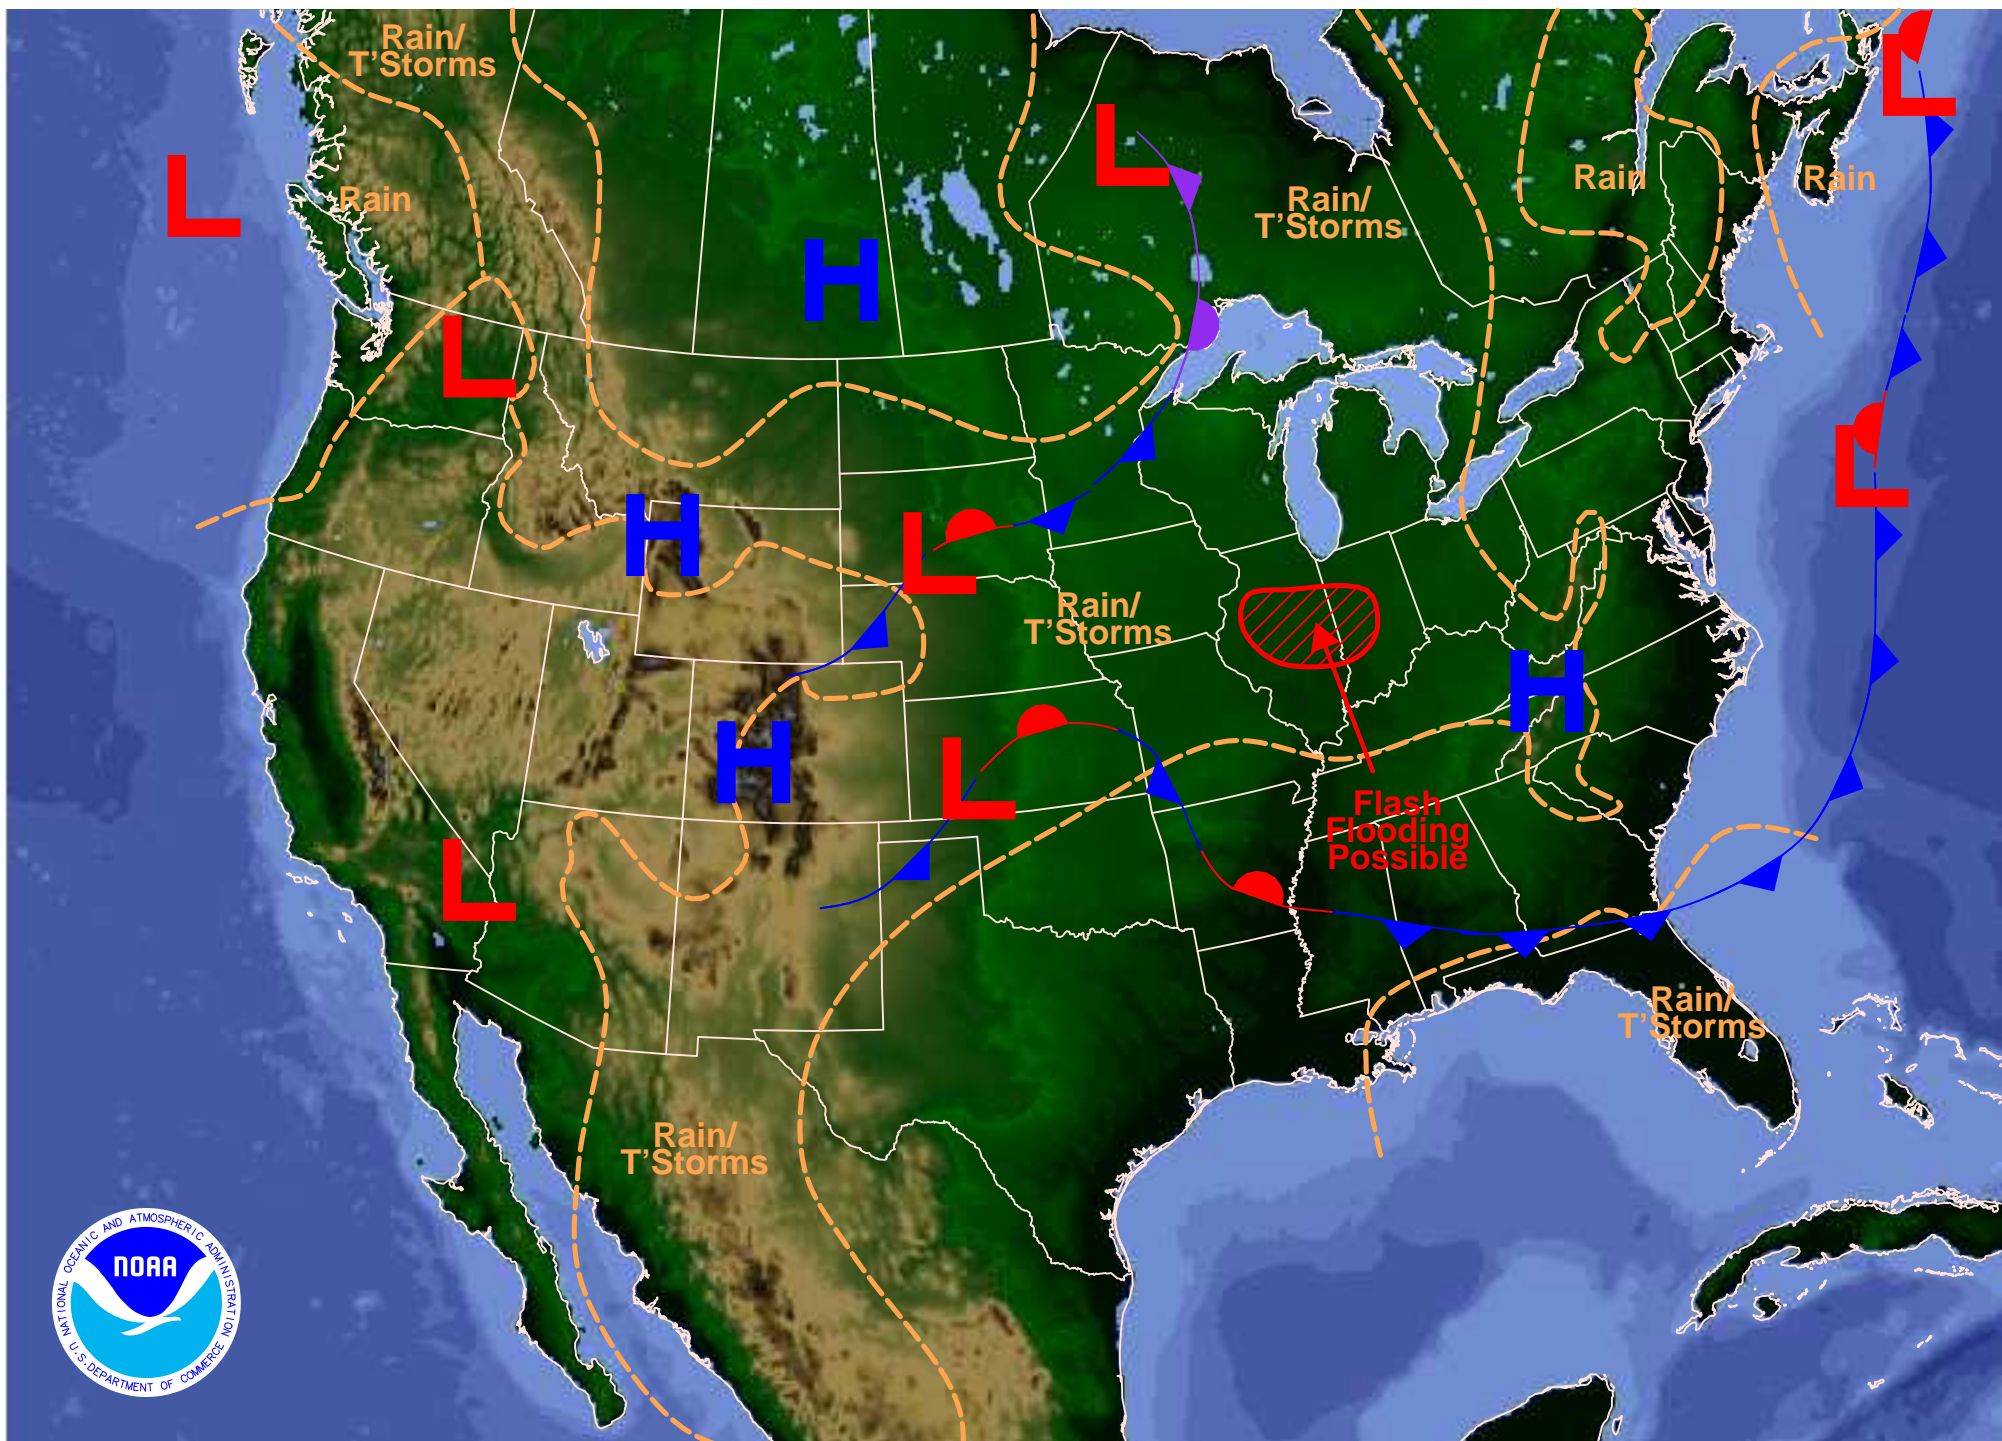 Rain/
T'Storms
L
L
Rain
Rain
Rain
L
Rain/
T'Storms
H
L
L
H
L
Rain/
T'Storms
H
H
L
Flash
Flooding
Possible
L
Rain/
T'Storms
Rain/
T'Storms
NATIONAL OCEANIC AND ATMOSPHERIC ADMINISTRATION
NOAA
U.S. DEPARTMENT OF COMMERCE